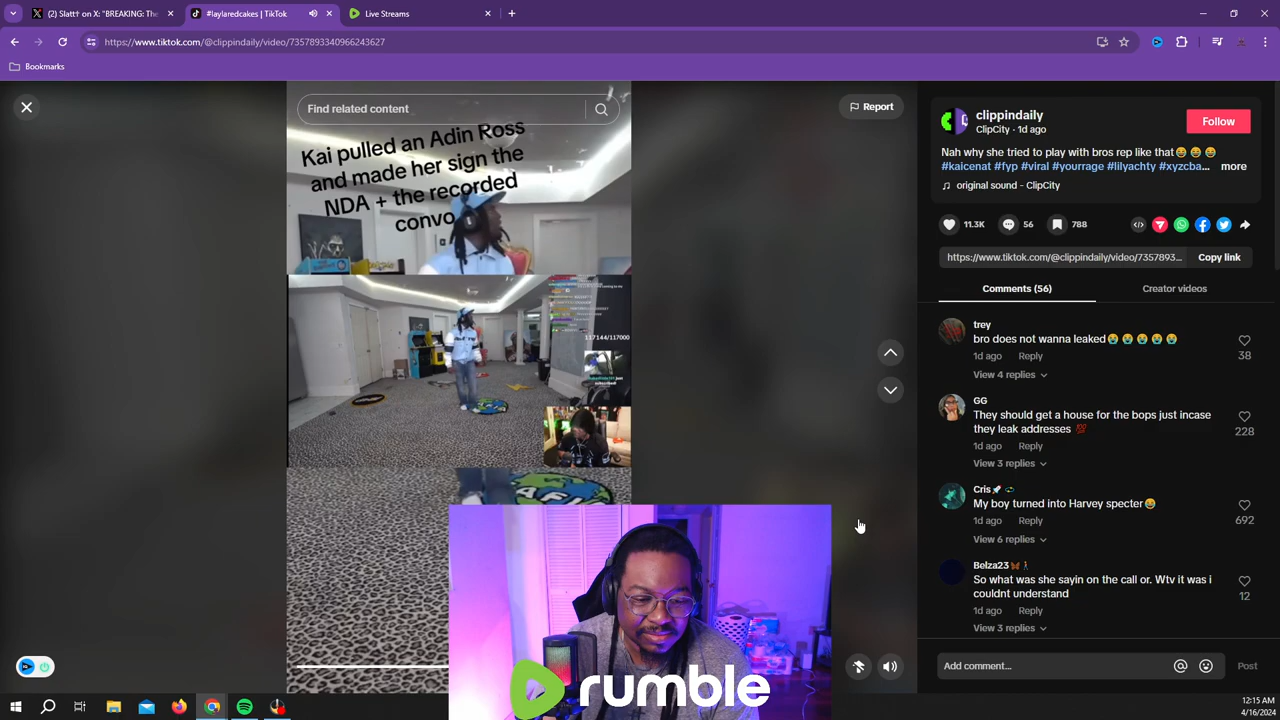 (2) Slatt† on X: "BREAKING: The
#laylaredcakes | TikTok
Live Streams
https://www.tiktok.com/@clippindaily/video/7357893340966243627
Bookmarks
Find related content
Report
Kai pulled an Adin Ross
and made her sign the
NDA + the recorded
convo
117144/117000
clippindaily
ClipCity · 1d ago
Follow
Nah why she tried to play with bros rep like that😅 😅 😅
#kaicenat #fyp #viral #yourrage #lilyachty #xyzcba... more
♫ original sound - ClipCity
11.3K
56
788
https://www.tiktok.com/@clippindaily/video/7357893...
Copy link
Comments (56)
Creator videos
trey
bro does not wanna leaked😭😭😭😭😭
1d ago Reply
38
View 4 replies
GG
They should get a house for the bops just incase
they leak addresses 💯
1d ago Reply
228
View 3 replies
Cris
My boy turned into Harvey specter😂
1d ago Reply
692
View 6 replies
Belza23
So what was she sayin on the call or. Wtv it was i
couldnt understand
1d ago Reply
12
View 3 replies
Add comment...
Post
rumble
12:15 AM
4/16/2024